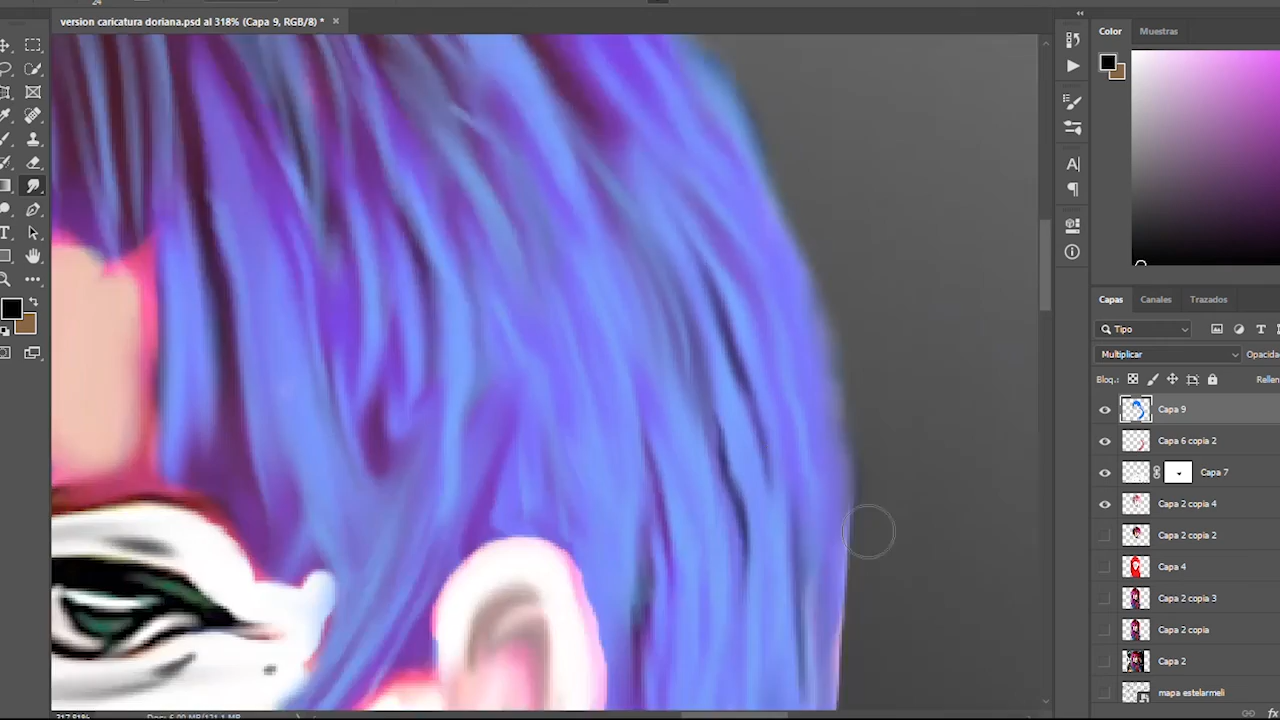 version caricatura doriana.psd al 318% (Capa 9, RGB/8) * ×
Color Muestras
Capas Canales Trazados
Tipo
Multiplicar Opacida
Bloq.: Rellen
Capa 9
Capa 6 copia 2
Capa 7
Capa 2 copia 4
Capa 2 copia 2
Capa 4
Capa 2 copia 3
Capa 2 copia
Capa 2
mapa estelarmeli
fx